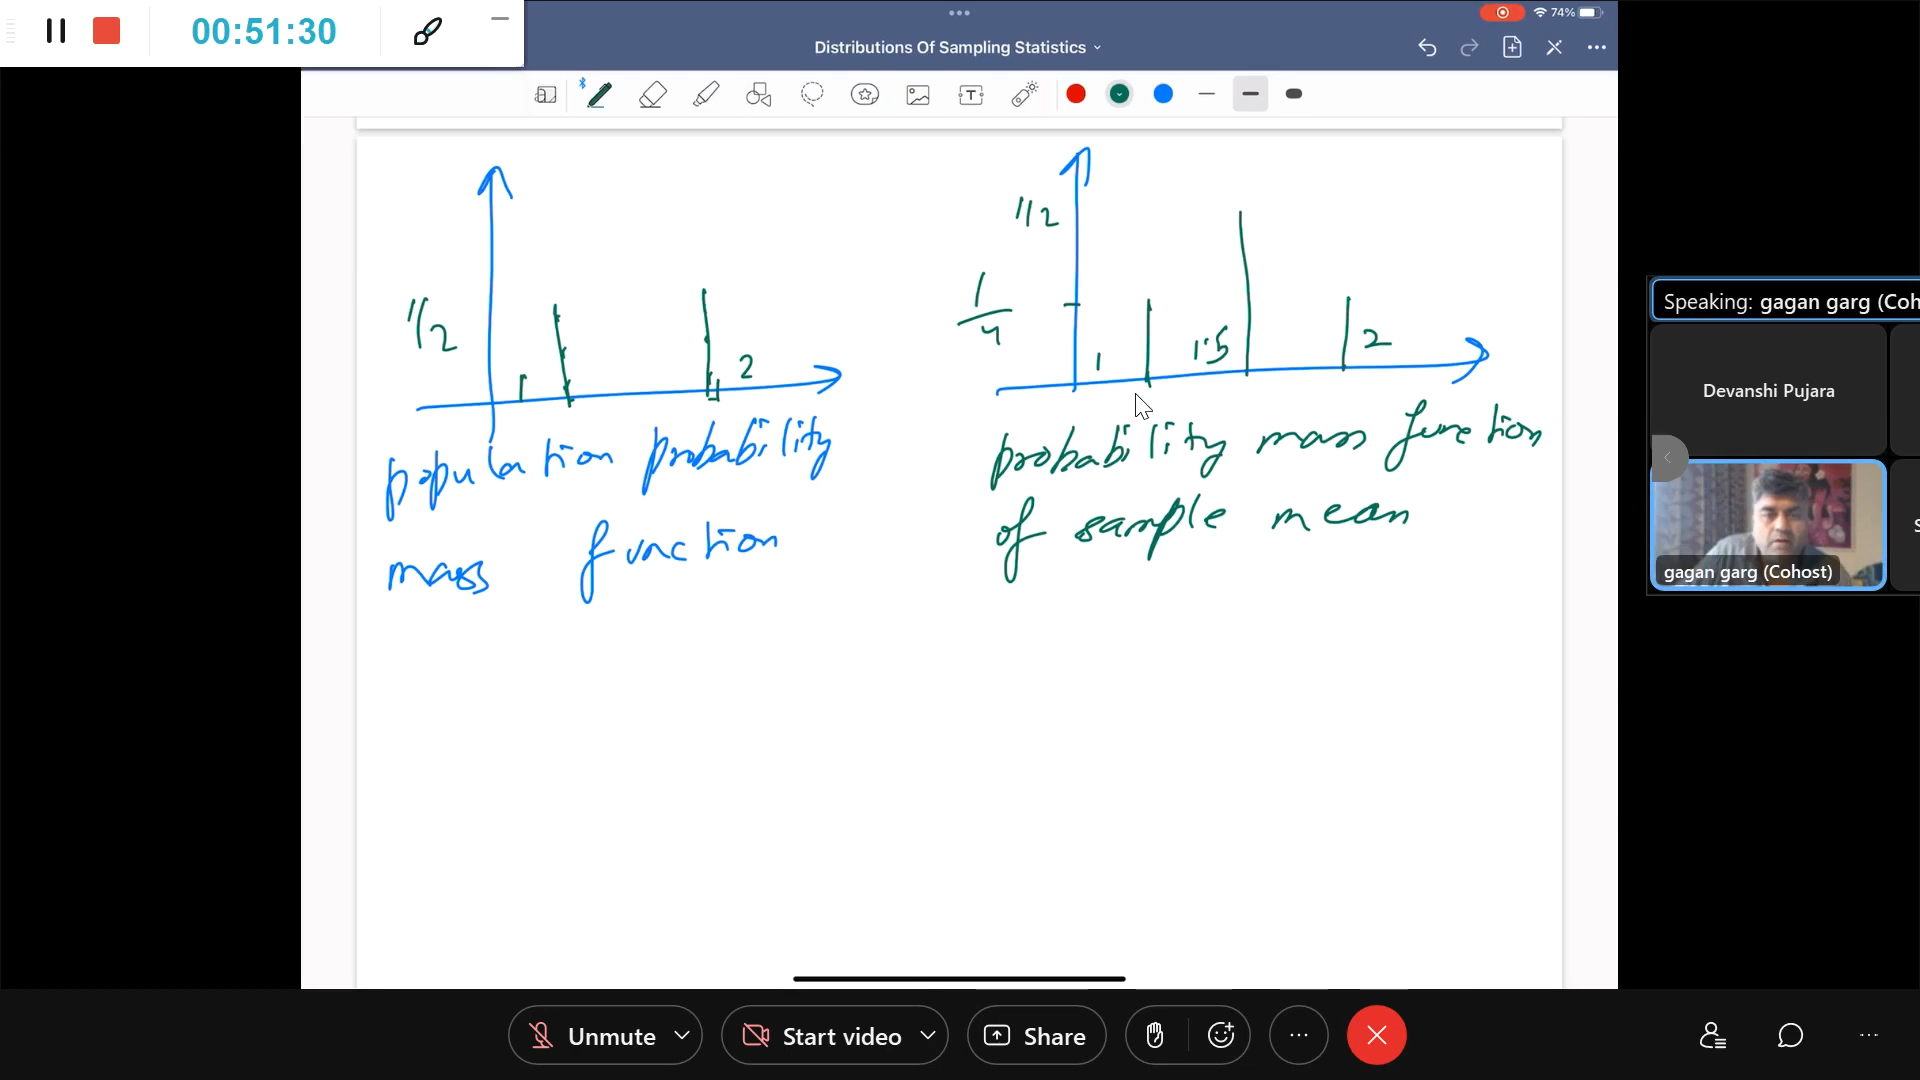 00:51:30
Distributions Of Sampling Statistics
74%
1/2
1
2
population probability
mass function
1/2
1/4
1
1.5
2
probability mass function
of sample mean
Speaking: gagan garg (Coh
Devanshi Pujara
gagan garg (Cohost)
S
Unmute
Start video
Share